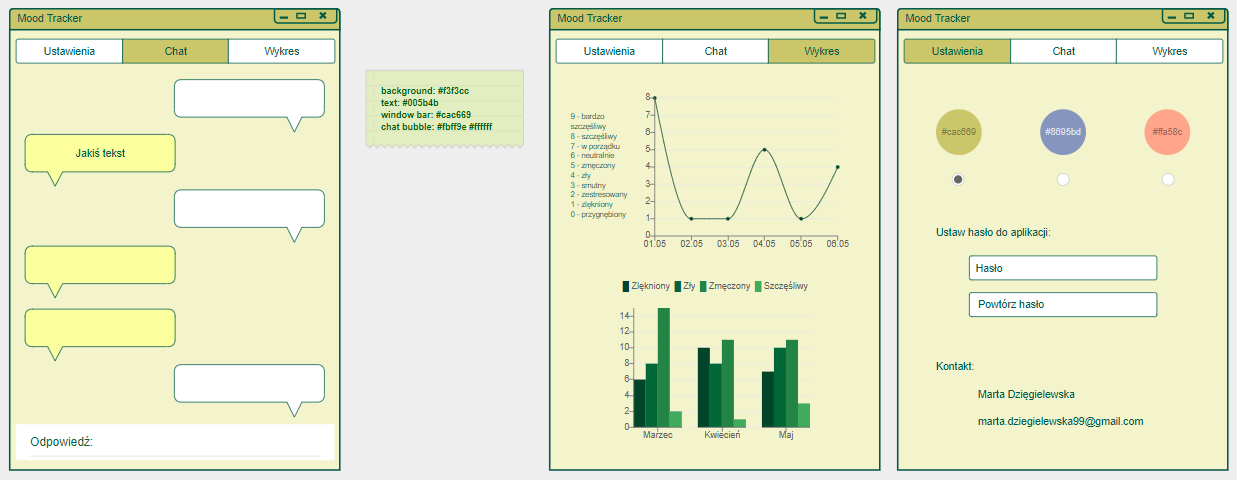 Mood Tracker
Ustawienia
Chat
Wykres
Jakiś tekst
Odpowiedź:
background: #f3f3cc
text: #005b4b
window bar: #cac669
chat bubble: #fbff9e #ffffff
Mood Tracker
Ustawienia
Chat
Wykres
9 - bardzo
szczęśliwy
8 - szczęśliwy
7 - w porządku
6 - neutralnie
5 - zmęczony
4 - zły
3 - smutny
2 - zestresowany
1 - zlękniony
0 - przygnębiony
8
7
6
5
4
3
2
1
0
01.05 02.05 03.05 04.05 05.05 06.05
Zlękniony Zły Zmęczony Szczęśliwy
14
12
10
8
6
4
2
0
Marzec Kwiecień Maj
Mood Tracker
Ustawienia
Chat
Wykres
#cac669
#8695bd
#ffa58c
Ustaw hasło do aplikacji:
Hasło
Powtórz hasło
Kontakt:
Marta Dzięgielewska
marta.dziegielewska99@gmail.com